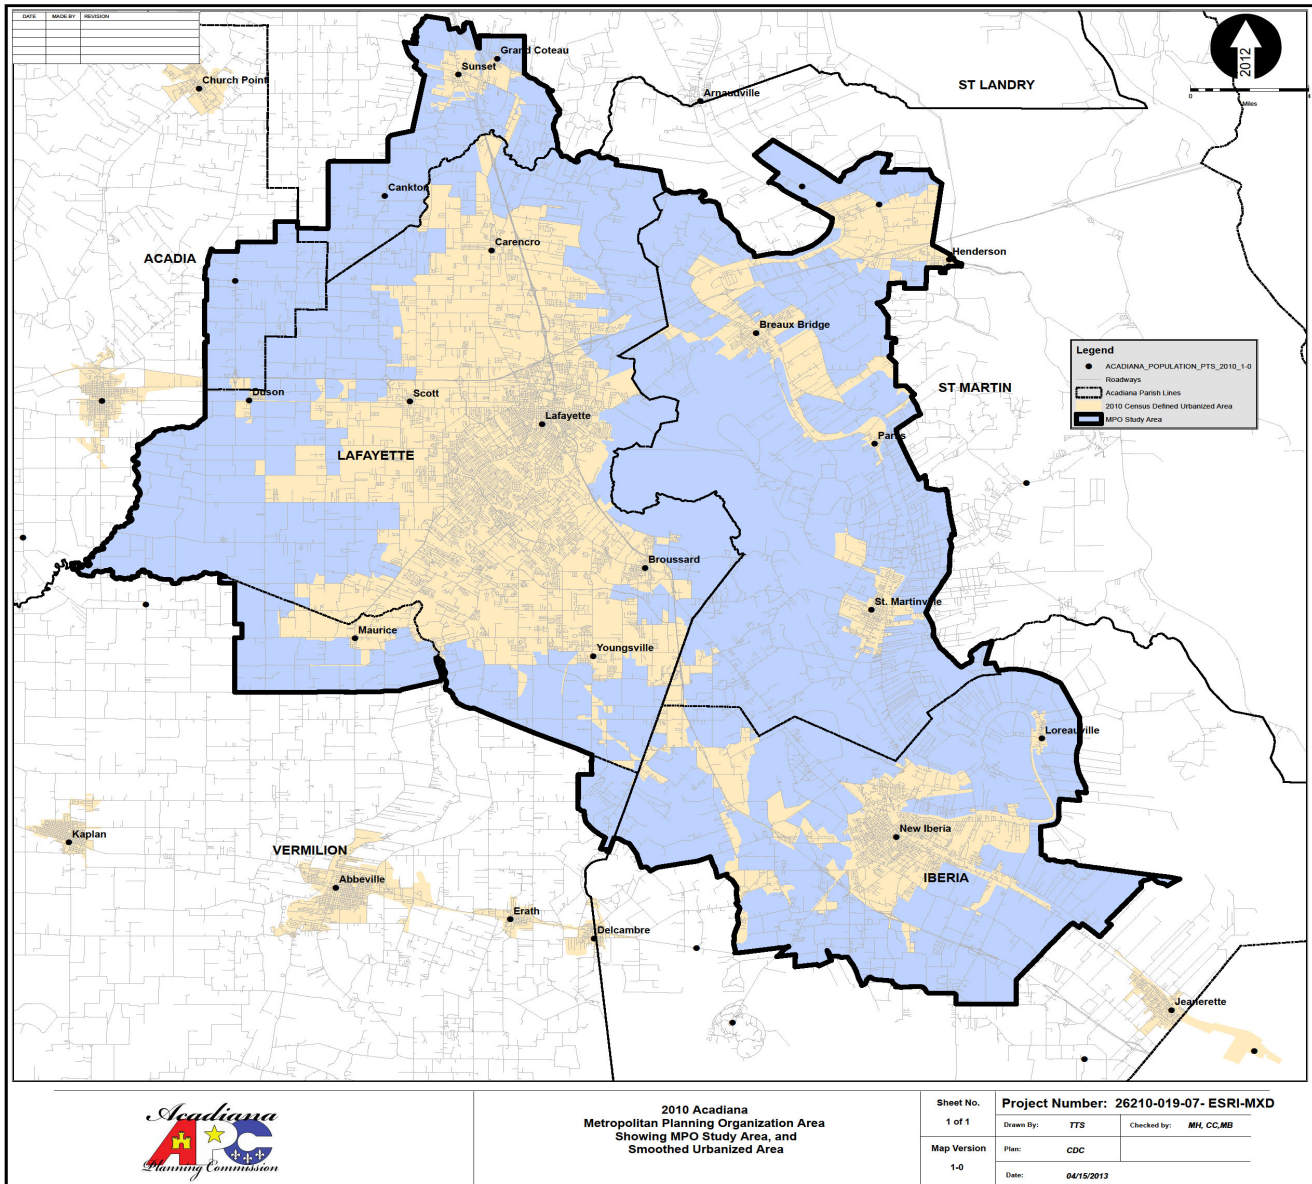 DATE MADE BY REVISION
Grand Coteau
Sunset
Church Point
Arnaudville
ST LANDRY
2012
0 4
Miles
Cankton
Carencro
ACADIA
Henderson
Breaux Bridge
Legend
ACADIANA_POPULATION_PTS_2010_1-0
Roadways
Acadiana Parish Lines
2010 Census Defined Urbanized Area
MPO Study Area
ST MARTIN
Duson
Scott
Lafayette
Parks
LAFAYETTE
Broussard
St. Martinville
Maurice
Youngsville
Loreauville
New Iberia
Kaplan
VERMILION
Abbeville
IBERIA
Erath
Delcambre
Jeanerette
Acadiana
APC
Planning Commission
2010 Acadiana
Metropolitan Planning Organization Area
Showing MPO Study Area, and
Smoothed Urbanized Area
Sheet No.
1 of 1
Map Version
1-0
Project Number: 26210-019-07- ESRI-MXD
Drawn By: TTS Checked by: MH, CC,MB
Plan: CDC
Date: 04/15/2013